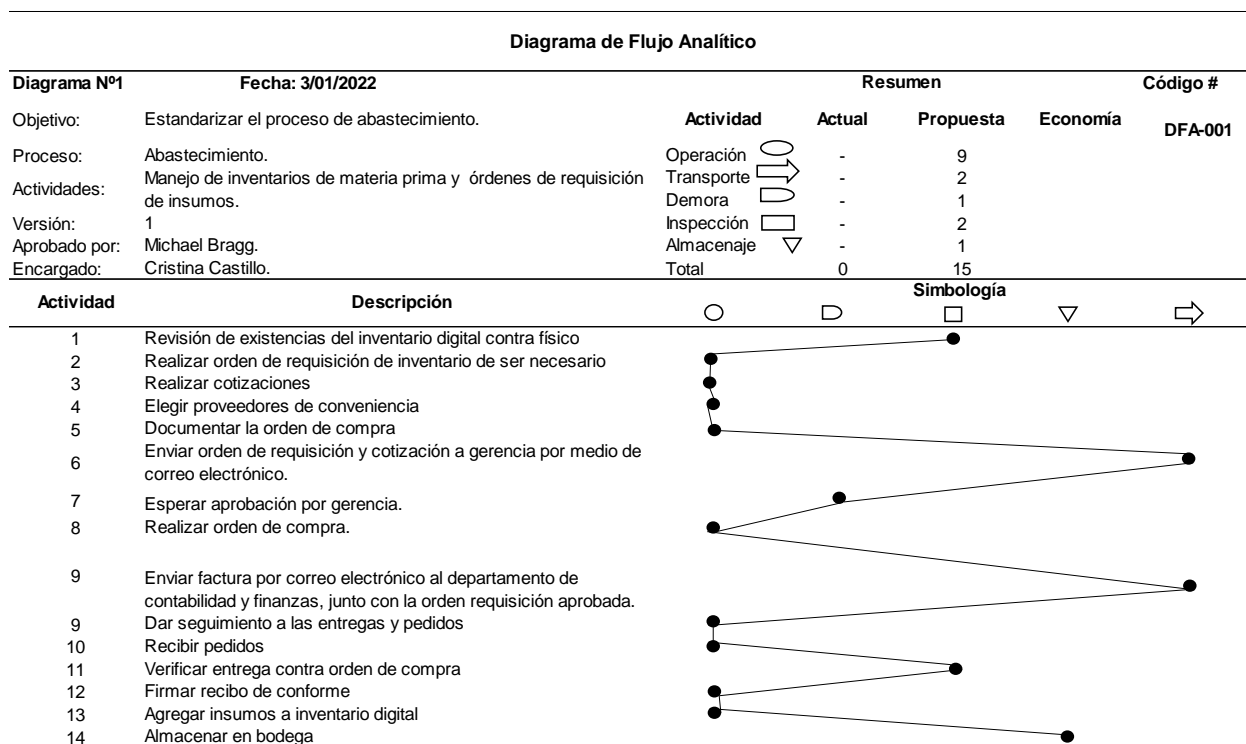 Diagrama de Flujo Analítico
Diagrama Nº1 Fecha: 3/01/2022 Resumen Código #
Objetivo: Estandarizar el proceso de abastecimiento. Actividad Actual Propuesta Economía DFA-001
Proceso: Abastecimiento. Operación - 9
Actividades: Manejo de inventarios de materia prima y órdenes de requisición de insumos. Transporte - 2
Demora - 1
Versión: 1 Inspección - 2
Aprobado por: Michael Bragg. Almacenaje - 1
Encargado: Cristina Castillo. Total 0 15
Actividad Descripción Simbología
1 Revisión de existencias del inventario digital contra físico
2 Realizar orden de requisición de inventario de ser necesario
3 Realizar cotizaciones
4 Elegir proveedores de conveniencia
5 Documentar la orden de compra
6 Enviar orden de requisición y cotización a gerencia por medio de
correo electrónico.
7 Esperar aprobación por gerencia.
8 Realizar orden de compra.
9 Enviar factura por correo electrónico al departamento de
contabilidad y finanzas, junto con la orden requisición aprobada.
9 Dar seguimiento a las entregas y pedidos
10 Recibir pedidos
11 Verificar entrega contra orden de compra
12 Firmar recibo de conforme
13 Agregar insumos a inventario digital
14 Almacenar en bodega